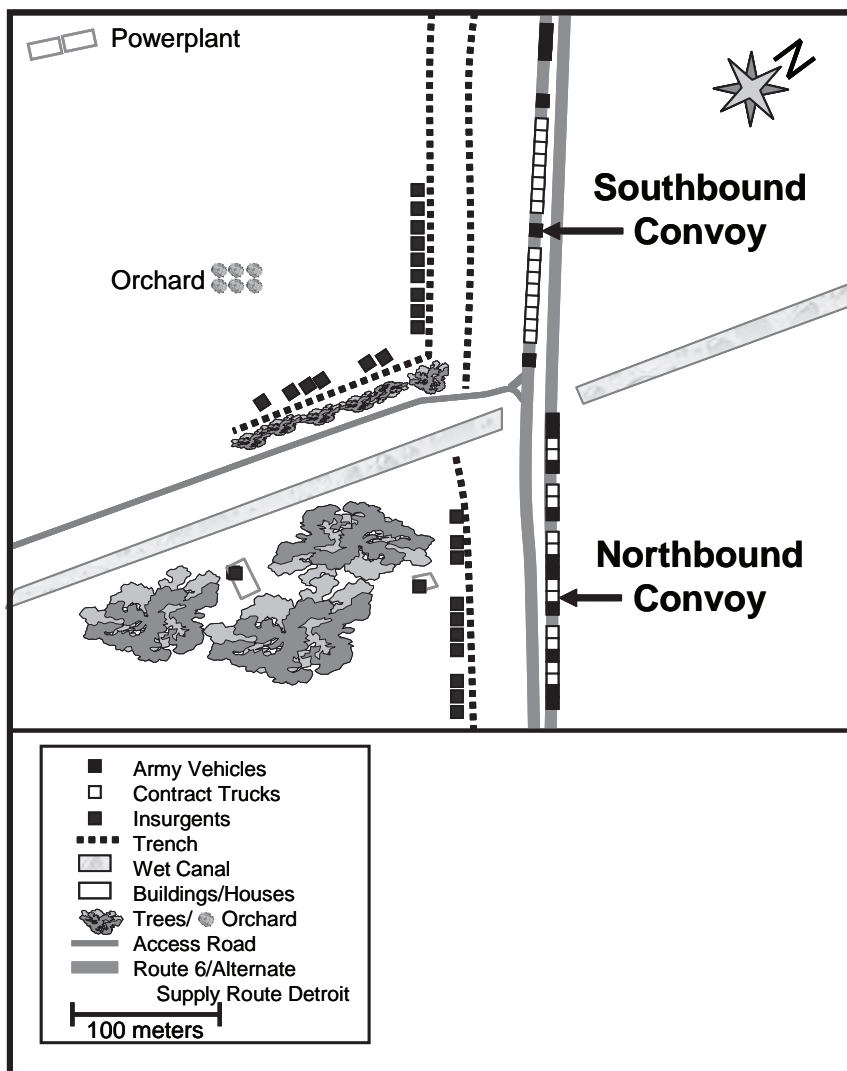 Powerplant
N
Southbound
Convoy
Orchard
Northbound
Convoy
Army Vehicles
Contract Trucks
Insurgents
Trench
Wet Canal
Buildings/Houses
Trees/ Orchard
Access Road
Route 6/Alternate
Supply Route Detroit
100 meters